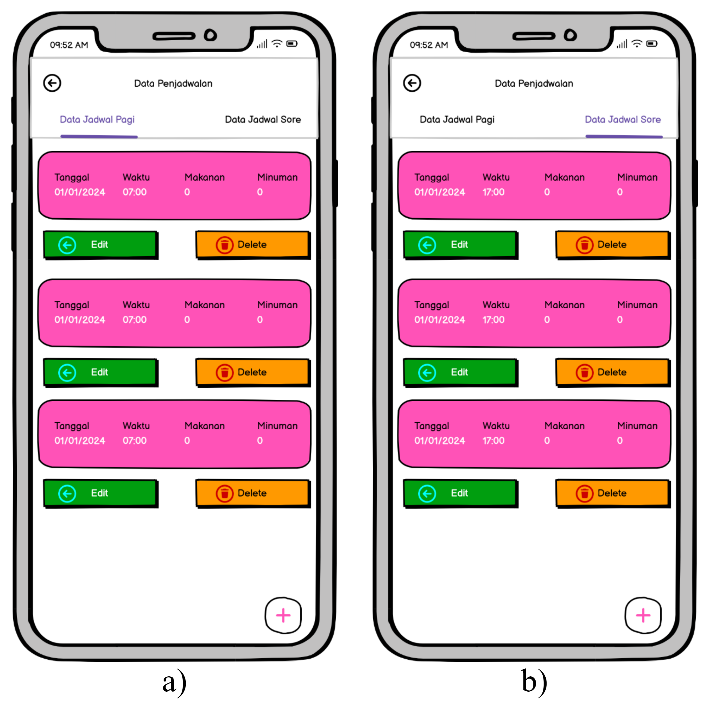 09:52 AM
Data Penjadwalan
Data Jadwal Pagi Data Jadwal Sore
Tanggal Waktu Makanan Minuman
01/01/2024 07:00 0 0
Edit Delete
Tanggal Waktu Makanan Minuman
01/01/2024 07:00 0 0
Edit Delete
Tanggal Waktu Makanan Minuman
01/01/2024 07:00 0 0
Edit Delete
a)
09:52 AM
Data Penjadwalan
Data Jadwal Pagi Data Jadwal Sore
Tanggal Waktu Makanan Minuman
01/01/2024 17:00 0 0
Edit Delete
Tanggal Waktu Makanan Minuman
01/01/2024 17:00 0 0
Edit Delete
Tanggal Waktu Makanan Minuman
01/01/2024 17:00 0 0
Edit Delete
b)